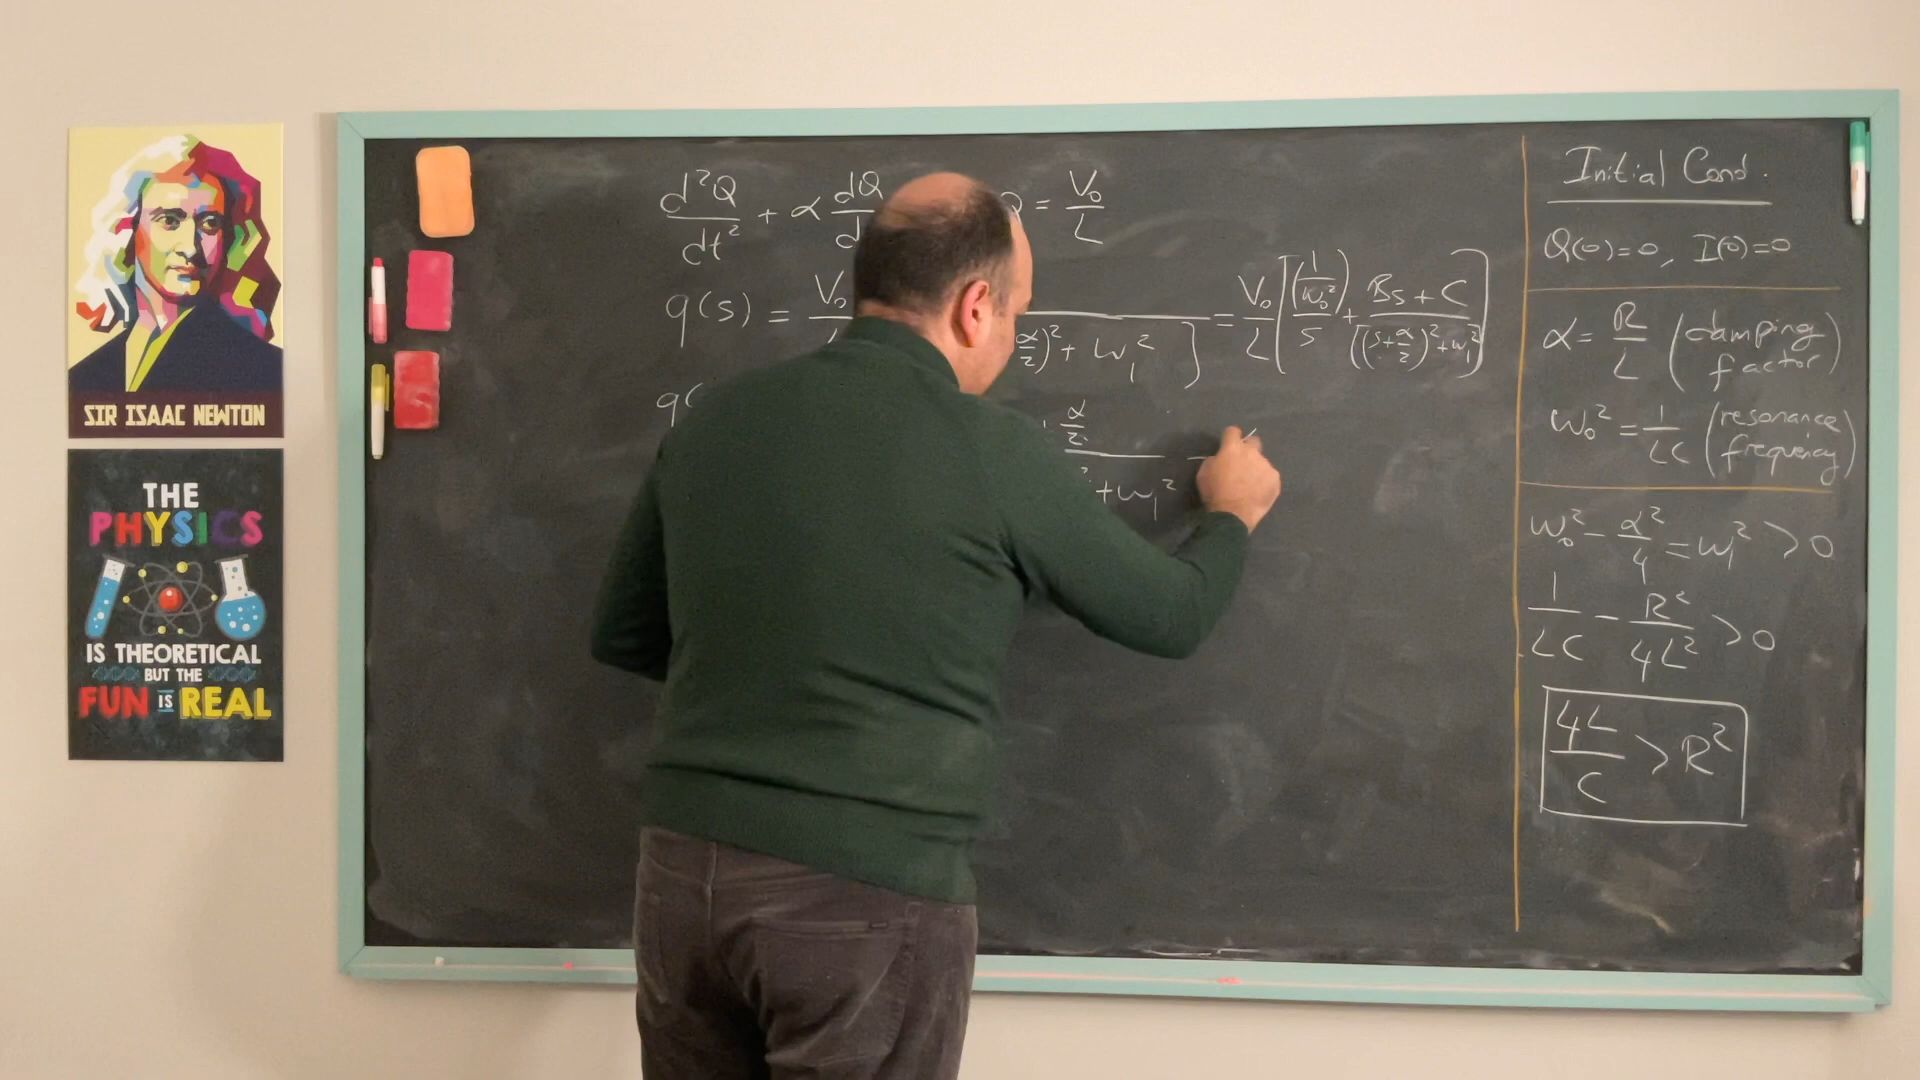 SIR ISAAC NEWTON
THE
PHYSICS
IS THEORETICAL
BUT THE
FUN IS REAL
d²Q/dt² + α dQ/d = V₀/L
q(s) = V₀/ α/2)² + ω₁² ] = V₀/L [ (1/ω₀²)/s + Bs + C / ((s+α/2)² + ω₁²) ]
q( α/2 / ² + ω₁² -
Initial Cond.
Q(0)=0, I(0)=0
α = R/L (damping
factor)
ω₀² = 1/LC (resonance
frequency)
ω₀² - α²/4 = ω₁² > 0
1/LC - R²/4L² > 0
4L/C > R²